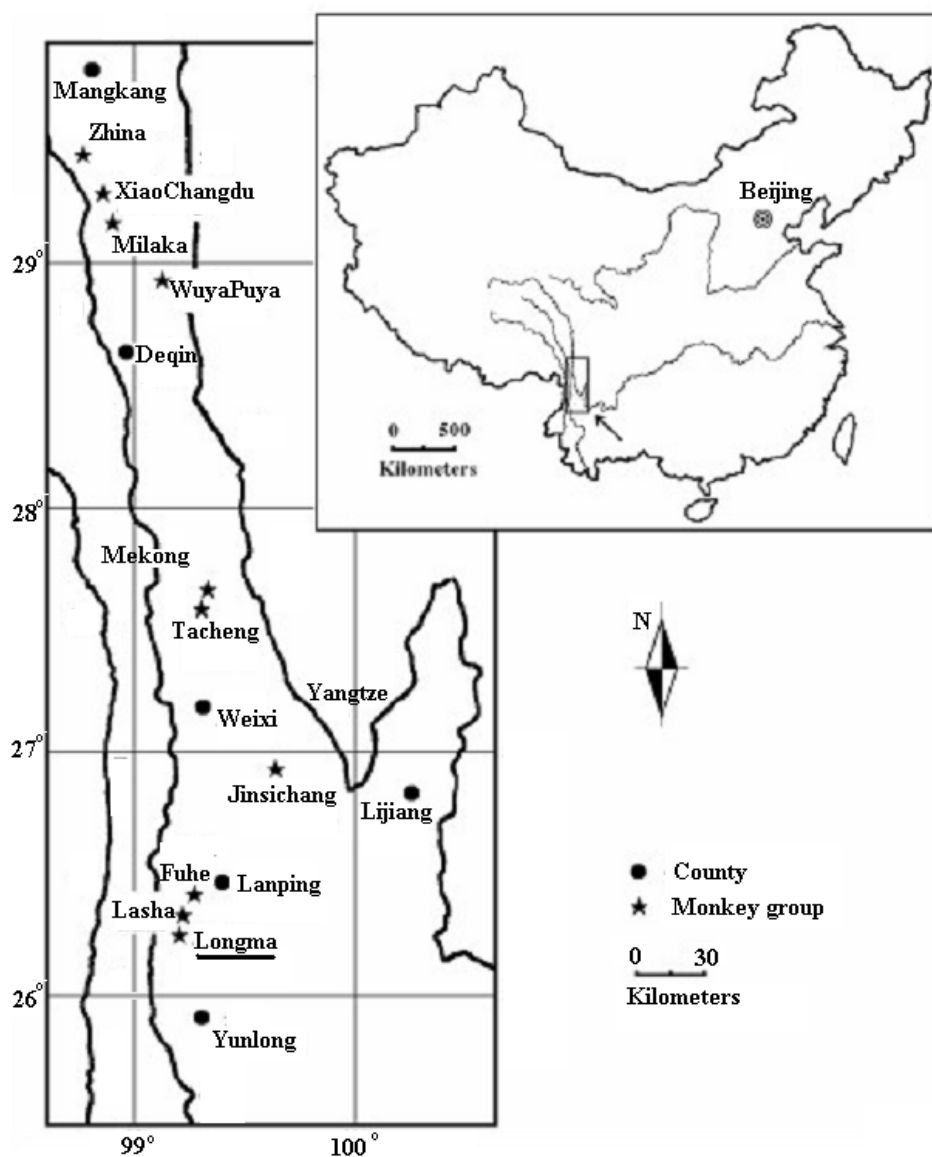 Mangkang
Zhina
XiaoChangdu
Milaka
29°
WuyaPuya
Deqin
28°
Mekong
Tacheng
Weixi
Yangtze
27°
Jinsichang
Lijiang
Fuhe
Lanping
Lasha
Longma
26°
Yunlong
99°
100°
Beijing
0 500
Kilometers
N
County
Monkey group
0 30
Kilometers